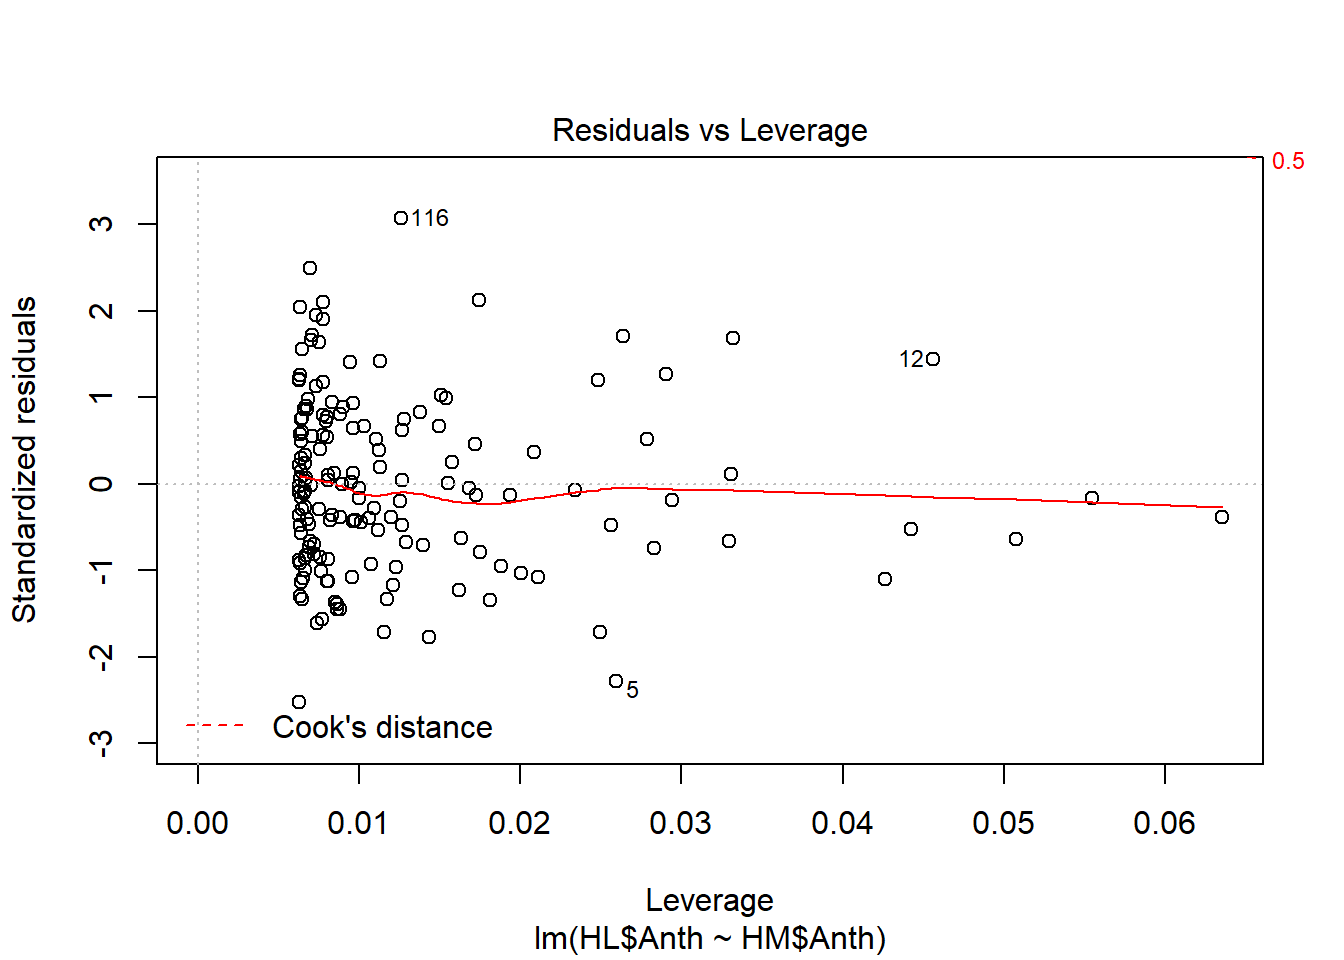 Residuals vs Leverage
0.5
Standardized residuals
3
2
1
0
-1
-2
-3
116
12
5
Cook's distance
0.00 0.01 0.02 0.03 0.04 0.05 0.06
Leverage
lm(HL$Anth ~ HM$Anth)